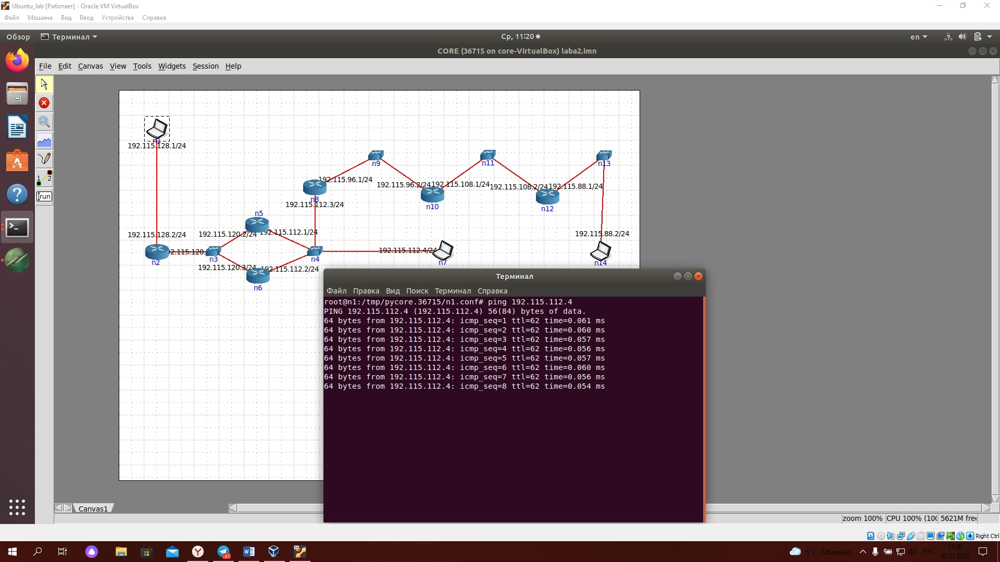 Ubuntu_lab [Работает] - Oracle VM VirtualBox
Файл Машина Вид Ввод Устройства Справка
Обзор Терминал Ср, 11:20 en
CORE (36715 on core-VirtualBox) laba2.imn
File Edit Canvas View Tools Widgets Session Help
run
n1
192.115.128.1/24
n9
n11
n13
192.115.96.1/24
192.115.96.2/24
192.115.108.1/24
192.115.108.2/24
192.115.88.1/24
n8
192.115.112.3/24
n10
n12
n5
192.115.128.2/24
192.115.120.2/24
192.115.112.1/24
192.115.88.2/24
n2
n3
n4
192.115.112.4/24
n7
n14
192.115.120.3/24
192.115.112.2/24
n6
Терминал
Файл Правка Вид Поиск Терминал Справка
root@n1:/tmp/pycore.36715/n1.conf# ping 192.115.112.4
PING 192.115.112.4 (192.115.112.4) 56(84) bytes of data.
64 bytes from 192.115.112.4: icmp_seq=1 ttl=62 time=0.061 ms
64 bytes from 192.115.112.4: icmp_seq=2 ttl=62 time=0.060 ms
64 bytes from 192.115.112.4: icmp_seq=3 ttl=62 time=0.057 ms
64 bytes from 192.115.112.4: icmp_seq=4 ttl=62 time=0.056 ms
64 bytes from 192.115.112.4: icmp_seq=5 ttl=62 time=0.057 ms
64 bytes from 192.115.112.4: icmp_seq=6 ttl=62 time=0.060 ms
64 bytes from 192.115.112.4: icmp_seq=7 ttl=62 time=0.056 ms
64 bytes from 192.115.112.4: icmp_seq=8 ttl=62 time=0.054 ms
Canvas1
zoom 100% CPU 100% (100 5621M free
Right Ctrl
5°C Облачно РУС 11:20
03.11.2021